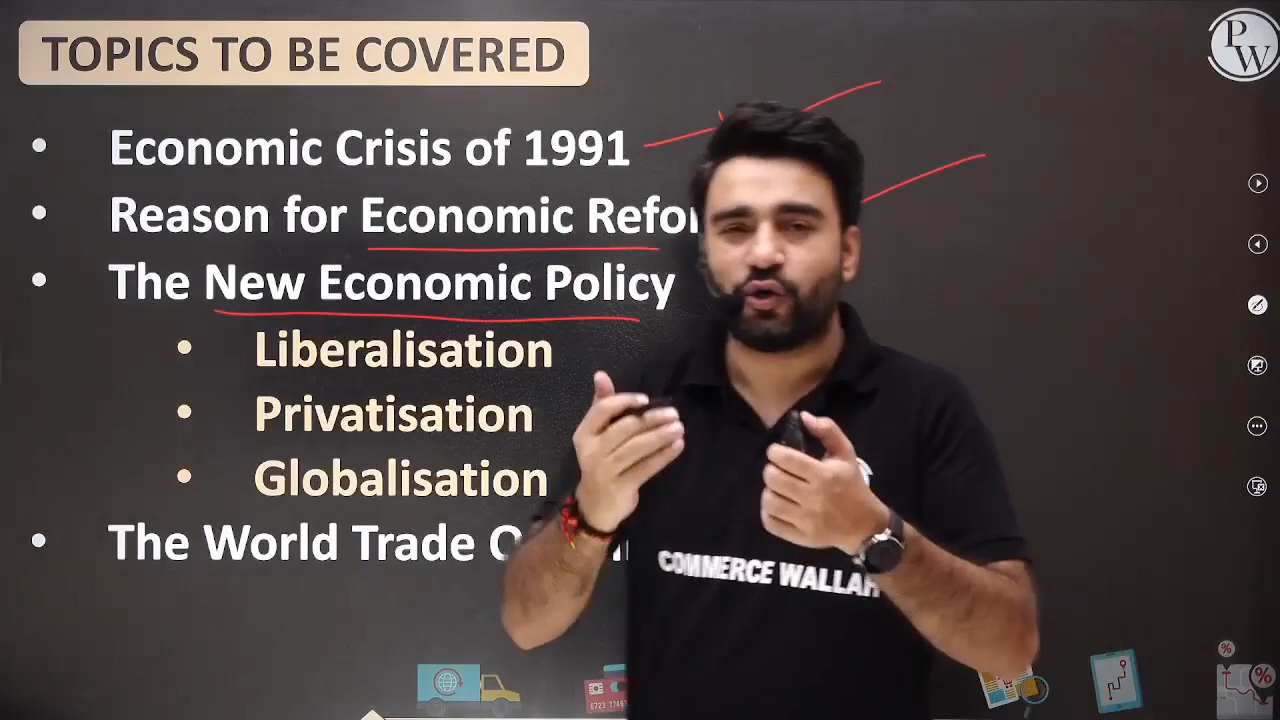 TOPICS TO BE COVERED
PW
• Economic Crisis of 1991
• Reason for Economic
• The New Economic Policy
• Liberalisation
• Privatisation
• Globalisation
• The World Trade
COMMERCE WALLAH
%
%